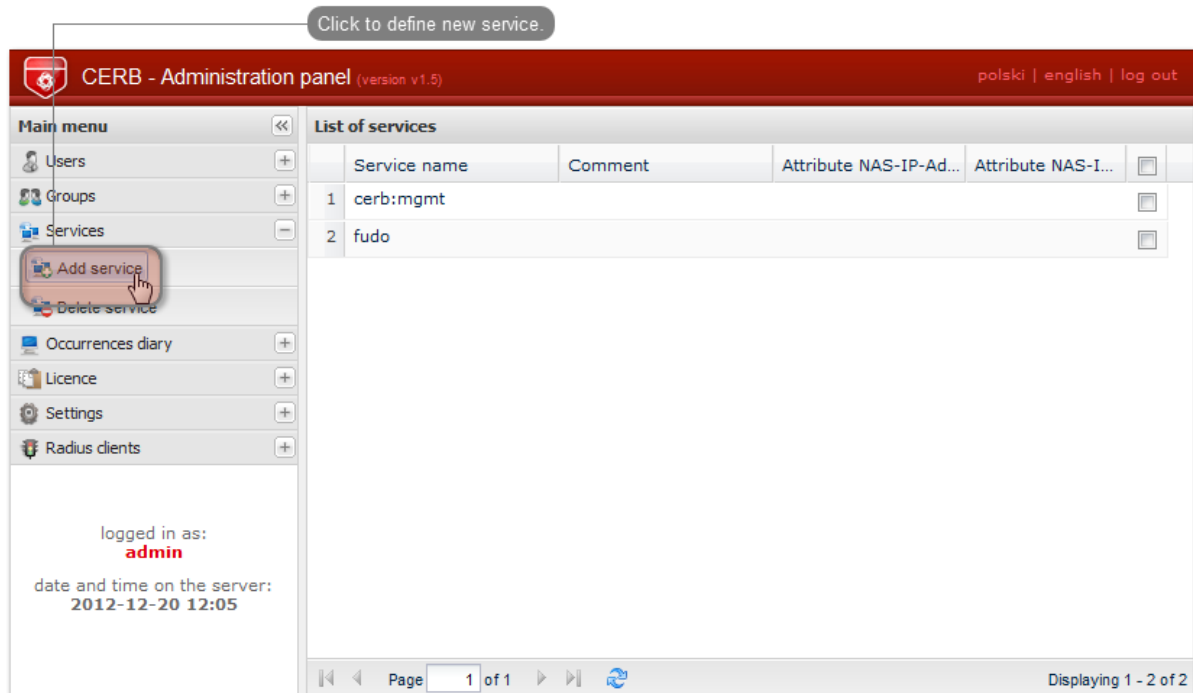 Click to define new service.
CERB - Administration panel (version v1.5)
polski | english | log out
Main menu
Users
Groups
Services
Add service
Delete service
Occurrences diary
Licence
Settings
Radius clients
logged in as:
admin
date and time on the server:
2012-12-20 12:05
List of services
Service name Comment Attribute NAS-IP-Ad... Attribute NAS-I...
1 cerb:mgmt
2 fudo
Page 1 of 1
Displaying 1 - 2 of 2